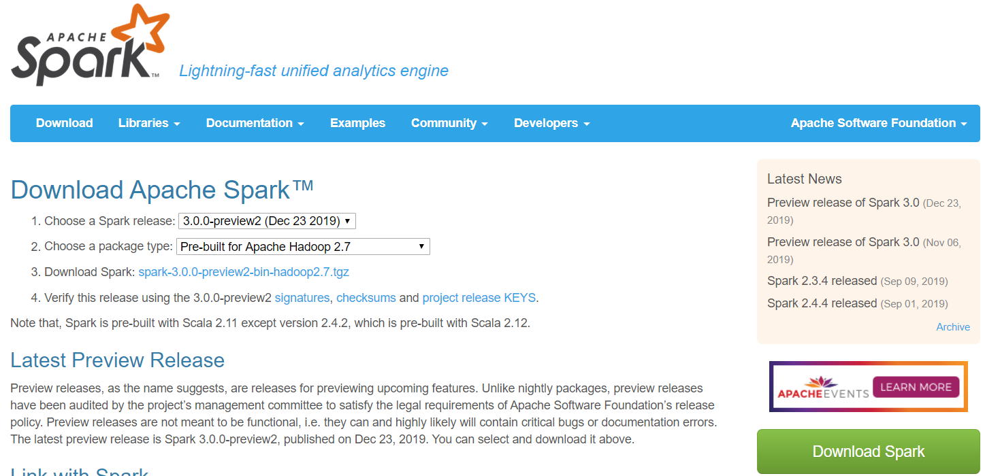 APACHE
Spark™
Lightning-fast unified analytics engine
Download
Libraries
Documentation
Examples
Community
Developers
Apache Software Foundation
Download Apache Spark™
1. Choose a Spark release: 3.0.0-preview2 (Dec 23 2019)
2. Choose a package type: Pre-built for Apache Hadoop 2.7
3. Download Spark: spark-3.0.0-preview2-bin-hadoop2.7.tgz
4. Verify this release using the 3.0.0-preview2 signatures, checksums and project release KEYS.
Note that, Spark is pre-built with Scala 2.11 except version 2.4.2, which is pre-built with Scala 2.12.
Latest Preview Release
Preview releases, as the name suggests, are releases for previewing upcoming features. Unlike nightly packages, preview releases
have been audited by the project's management committee to satisfy the legal requirements of Apache Software Foundation's release
policy. Preview releases are not meant to be functional, i.e. they can and highly likely will contain critical bugs or documentation errors.
The latest preview release is Spark 3.0.0-preview2, published on Dec 23, 2019. You can select and download it above.
Link with Spark
Latest News
Preview release of Spark 3.0 (Dec 23,
2019)
Preview release of Spark 3.0 (Nov 06,
2019)
Spark 2.3.4 released (Sep 09, 2019)
Spark 2.4.4 released (Sep 01, 2019)
Archive
APACHEEVENTS
LEARN MORE
Download Spark